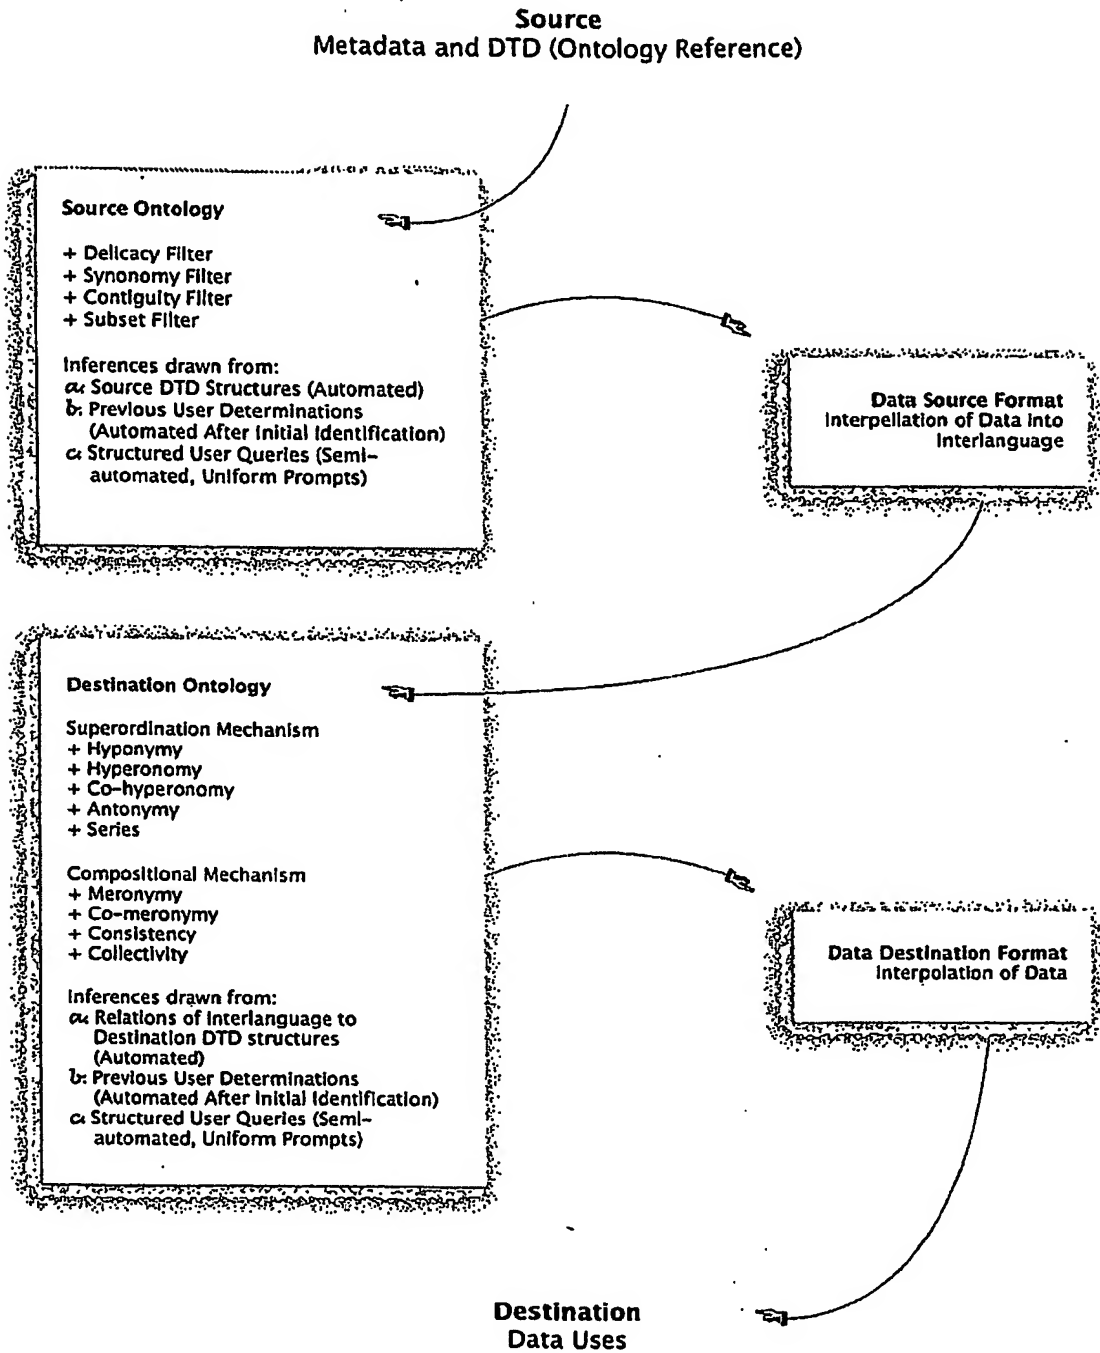 Source
Metadata and DTD (Ontology Reference)
Source Ontology
+ Delicacy Filter
+ Synonomy Filter
+ Contiguity Filter
+ Subset Filter
Inferences drawn from:
a: Source DTD Structures (Automated)
b: Previous User Determinations
(Automated After Initial Identification)
c: Structured User Queries (Semi-
automated, Uniform Prompts)
Data Source Format
Interpellation of Data into
Interlanguage
Destination Ontology
Superordination Mechanism
+ Hyponymy
+ Hyperonomy
+ Co-hyperonomy
+ Antonymy
+ Series
Compositional Mechanism
+ Meronymy
+ Co-meronymy
+ Consistency
+ Collectivity
Inferences drawn from:
a: Relations of Interlanguage to
Destination DTD structures
(Automated)
b: Previous User Determinations
(Automated After Initial Identification)
c: Structured User Queries (Semi-
automated, Uniform Prompts)
Data Destination Format
Interpolation of Data
Destination
Data Uses